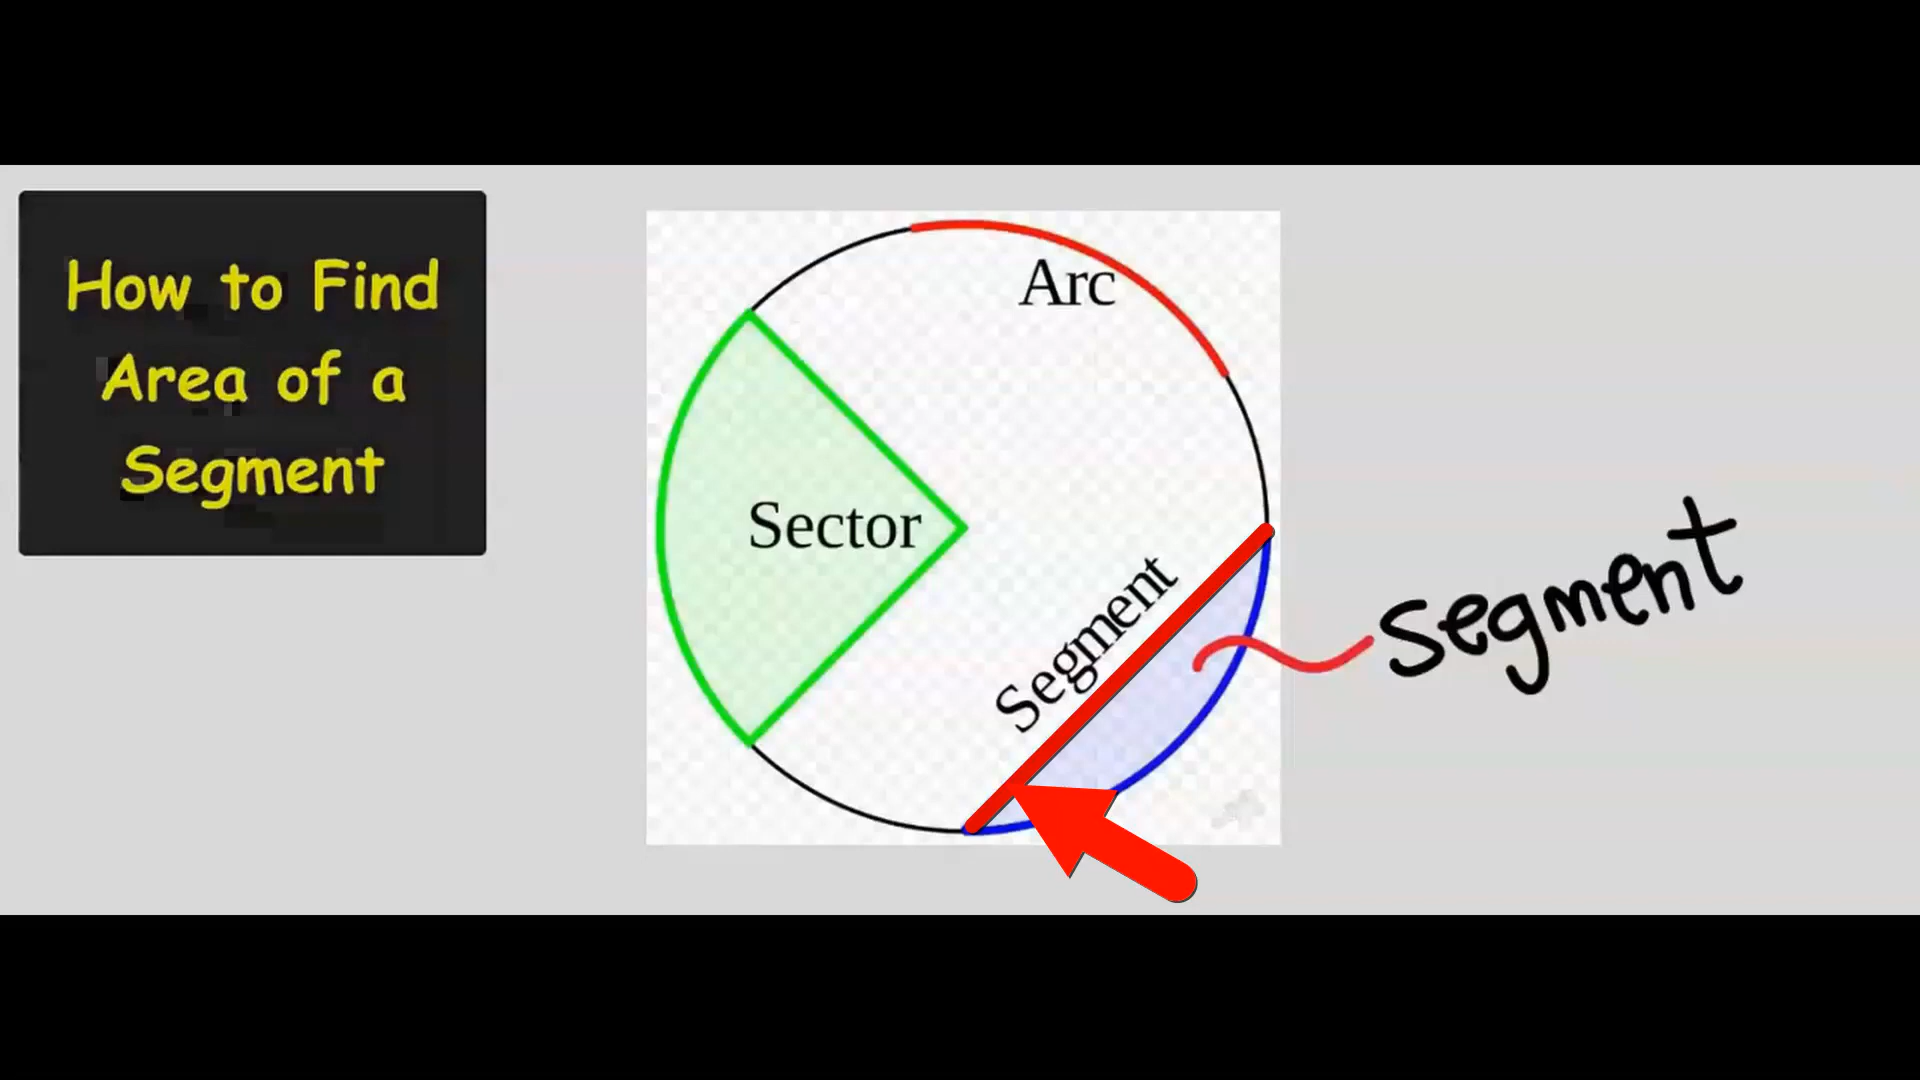 How to Find
Area of a
Segment
Arc
Sector
Segment
segment